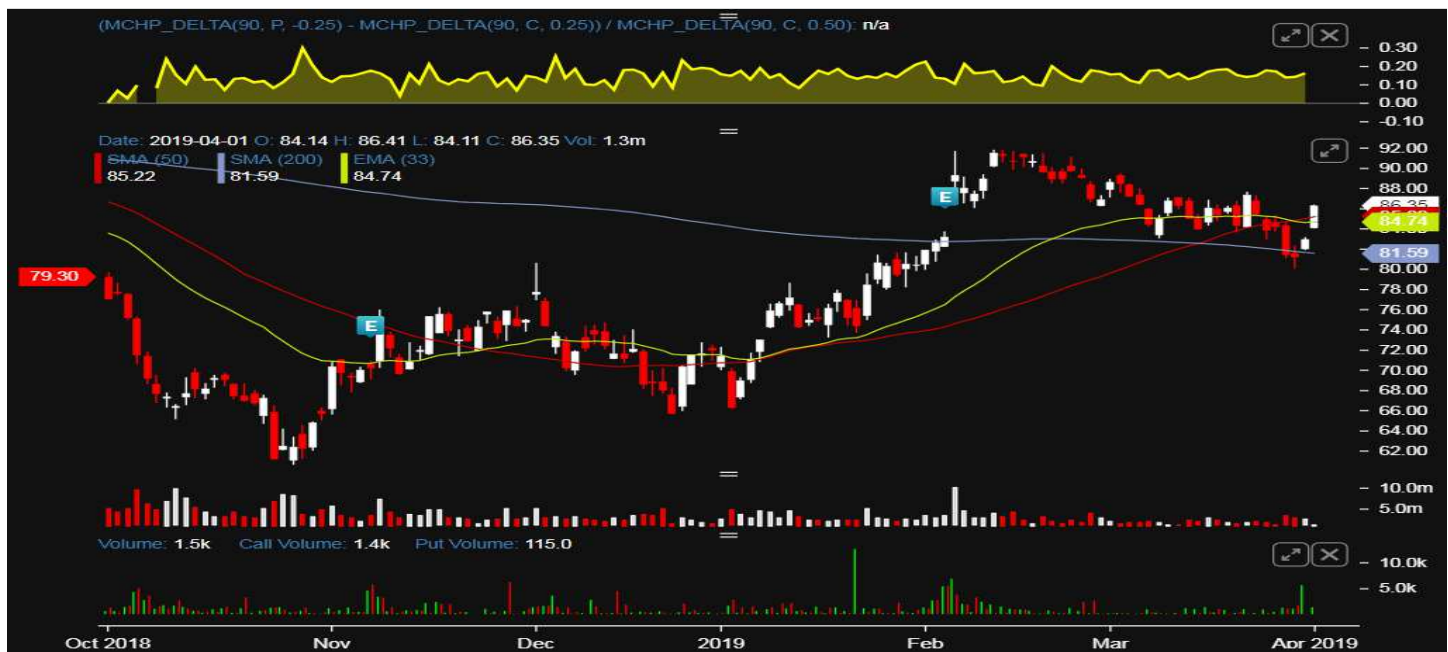 (MCHP_DELTA(90, P, -0.25) - MCHP_DELTA(90, C, 0.25)) / MCHP_DELTA(90, C, 0.50): n/a
0.30
0.20
0.10
0.00
-0.10
Date: 2019-04-01 O: 84.14 H: 86.41 L: 84.11 C: 86.35 Vol: 1.3m
SMA (50) SMA (200) EMA (33)
85.22 81.59 84.74
92.00
90.00
88.00
86.35
84.74
81.59
80.00
79.30
78.00
76.00
74.00
72.00
70.00
68.00
66.00
64.00
62.00
E
E
10.0m
5.0m
Volume: 1.5k Call Volume: 1.4k Put Volume: 115.0
10.0k
5.0k
Oct 2018 Nov Dec 2019 Feb Mar Apr 2019